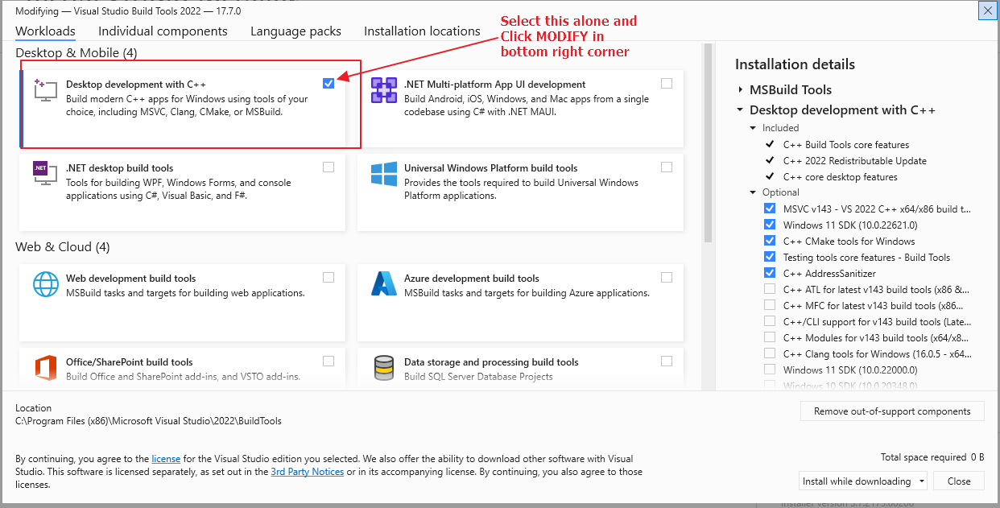 Modifying — Visual Studio Build Tools 2022 — 17.7.0
Workloads Individual components Language packs Installation locations
Select this alone and
Click MODIFY in
bottom right corner
Desktop & Mobile (4)
Desktop development with C++
Build modern C++ apps for Windows using tools of your
choice, including MSVC, Clang, CMake, or MSBuild.
.NET Multi-platform App UI development
Build Android, iOS, Windows, and Mac apps from a single
codebase using C# with .NET MAUI.
.NET
.NET desktop build tools
Tools for building WPF, Windows Forms, and console
applications using C#, Visual Basic, and F#.
Universal Windows Platform build tools
Provides the tools required to build Universal Windows
Platform applications.
Web & Cloud (4)
Web development build tools
MSBuild tasks and targets for building web applications.
Azure development build tools
MSBuild tasks and targets for building Azure applications.
Office/SharePoint build tools
Build Office and SharePoint add-ins, and VSTO add-ins.
Data storage and processing build tools
Build SQL Server Database Projects
Installation details
MSBuild Tools
Desktop development with C++
Included
C++ Build Tools core features
C++ 2022 Redistributable Update
C++ core desktop features
Optional
MSVC v143 - VS 2022 C++ x64/x86 build t...
Windows 11 SDK (10.0.22621.0)
C++ CMake tools for Windows
Testing tools core features - Build Tools
C++ AddressSanitizer
C++ ATL for latest v143 build tools (x86 &...
C++ MFC for latest v143 build tools (x86...
C++/CLI support for v143 build tools (Late...
C++ Modules for v143 build tools (x64/x8...
C++ Clang tools for Windows (16.0.5 - x64...
Windows 11 SDK (10.0.22000.0)
Windows 10 SDK (10.0.20348.0)
Location
C:\Program Files (x86)\Microsoft Visual Studio\2022\BuildTools
Remove out-of-support components
By continuing, you agree to the license for the Visual Studio edition you selected. We also offer the ability to download other software with Visual
Studio. This software is licensed separately, as set out in the 3rd Party Notices or in its accompanying license. By continuing, you also agree to those
licenses.
Total space required 0 B
Install while downloading Close